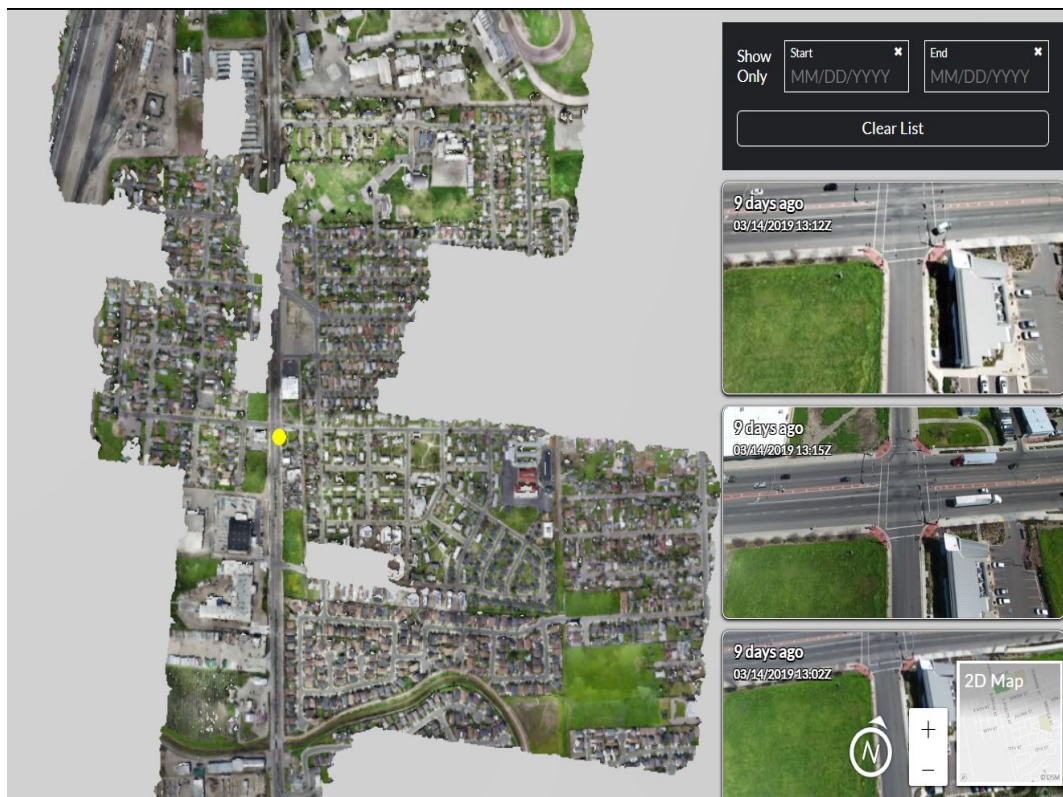 Show
Only
Start
MM/DD/YYYY
End
MM/DD/YYYY
Clear List
9 days ago
03/14/2019 13:12Z
9 days ago
03/14/2019 13:15Z
9 days ago
03/14/2019 13:02Z
2D Map
N
+
−